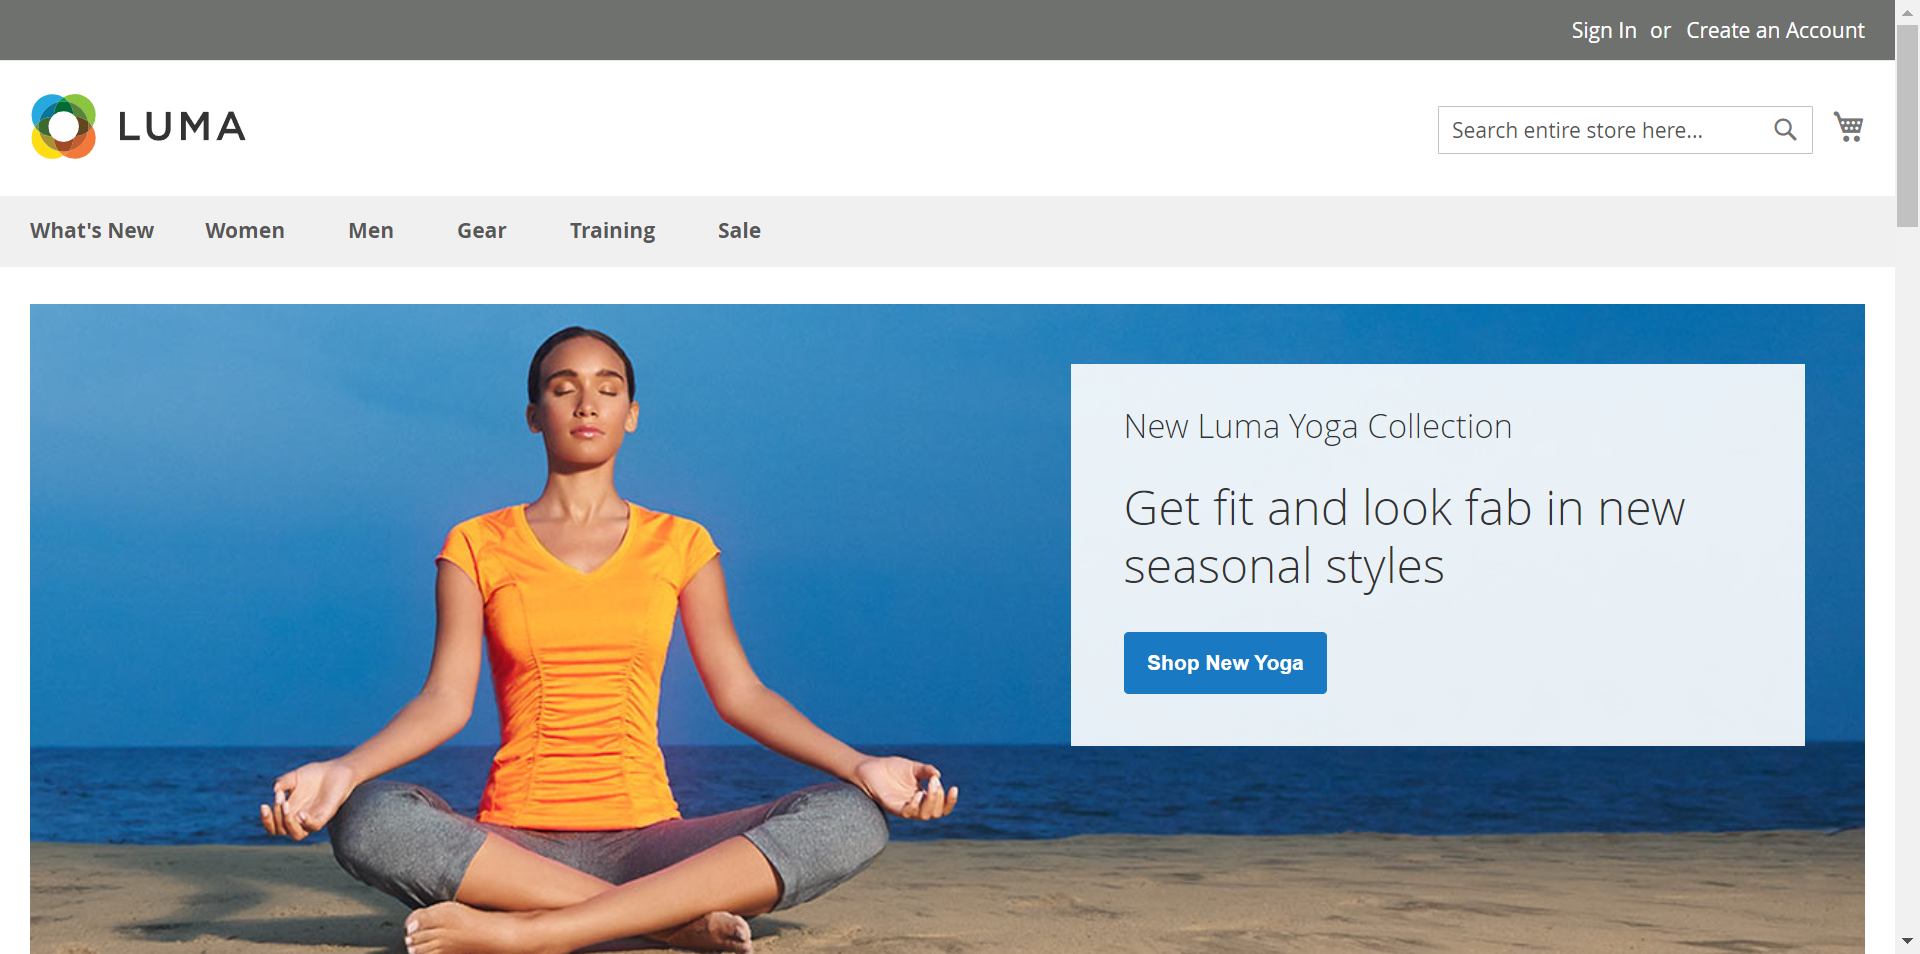 Sign In or Create an Account
LUMA
Search entire store here...
What's New Women Men Gear Training Sale
New Luma Yoga Collection
Get fit and look fab in new
seasonal styles
Shop New Yoga